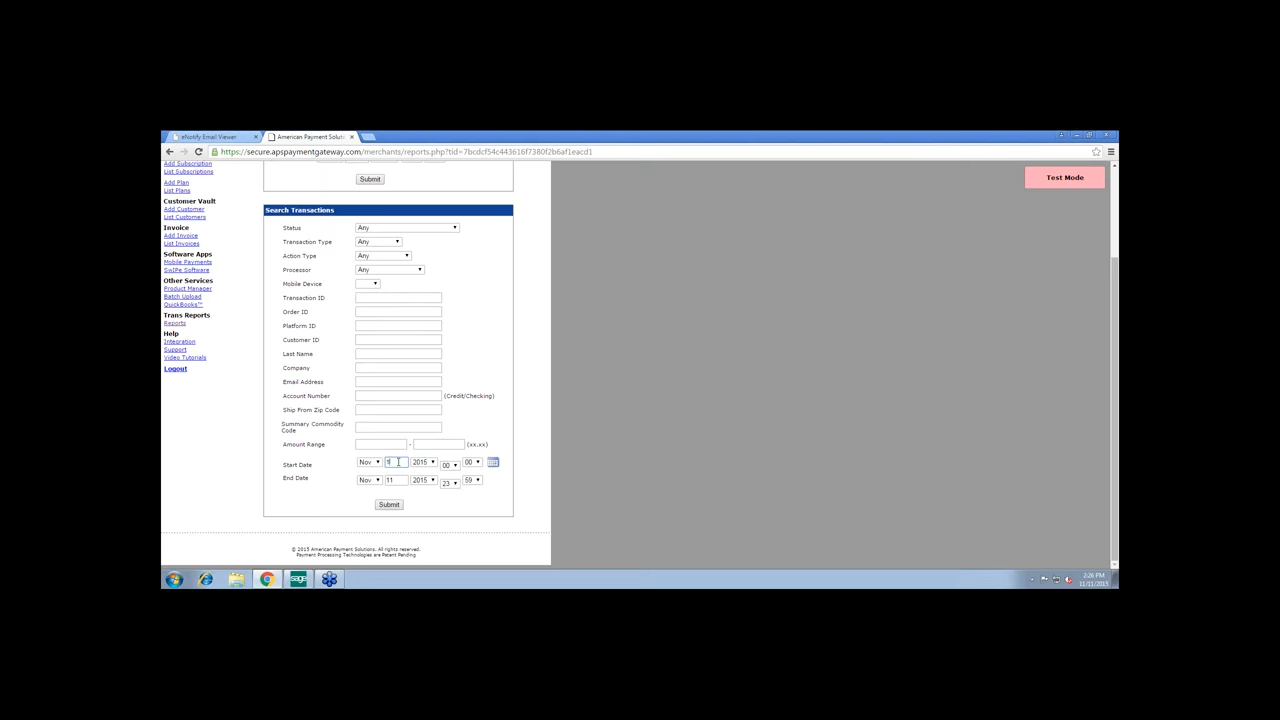 eNotify Email Viewer
American Payment Soluti
https://secure.apspaymentgateway.com/merchants/reports.php?tid=7bcdcf54c443616f7380f2b6af1eacd1
Test Mode
Add Subscription
List Subscriptions
Add Plan
List Plans
Customer Vault
Add Customer
List Customers
Invoice
Add Invoice
List Invoices
Software Apps
Mobile Payments
SwIPe Software
Other Services
Product Manager
Batch Upload
QuickBooks™
Trans Reports
Reports
Help
Integration
Support
Video Tutorials
Logout
Submit
Search Transactions
Status Any
Transaction Type Any
Action Type Any
Processor Any
Mobile Device
Transaction ID
Order ID
Platform ID
Customer ID
Last Name
Company
Email Address
Account Number (Credit/Checking)
Ship From Zip Code
Summary Commodity
Code
Amount Range - (xx.xx)
Start Date Nov 2015 00 00
End Date Nov 11 2015 23 59
Submit
© 2015 American Payment Solutions. All rights reserved.
Payment Processing Technologies are Patent Pending
sage
2:26 PM
11/11/2015